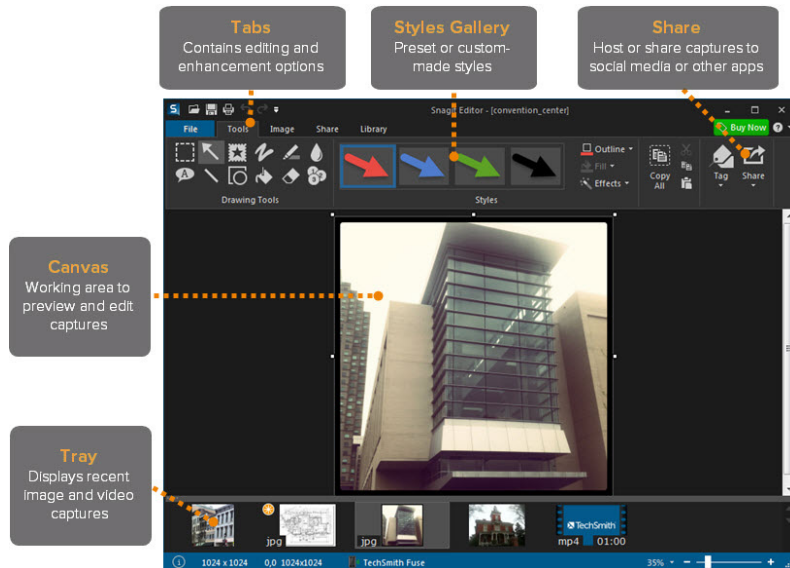 Tabs
Contains editing and
enhancement options
Styles Gallery
Preset or custom-
made styles
Share
Host or share captures to
social media or other apps
Snagit Editor - [convention_center]
File
Tools
Image
Share
Library
Buy Now
Drawing Tools
Styles
Outline
Fill
Effects
Copy
All
Tag
Share
Canvas
Working area to
preview and edit
captures
Tray
Displays recent
image and video
captures
jpg
jpg
TechSmith
mp4 01:00
1024 x 1024
0,0 1024x1024
TechSmith Fuse
35%